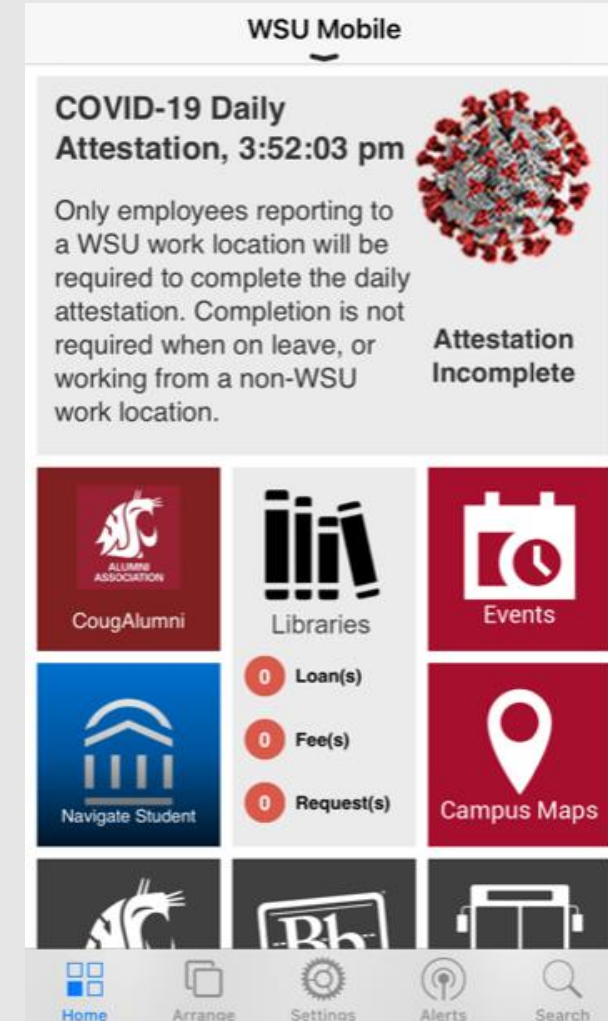 WSU Mobile
COVID-19 Daily
Attestation, 3:52:03 pm
Only employees reporting to
a WSU work location will be
required to complete the daily
attestation. Completion is not
required when on leave, or
working from a non-WSU
work location.
Attestation
Incomplete
ALUMNI
ASSOCIATION
CougAlumni
Libraries
0 Loan(s)
0 Fee(s)
0 Request(s)
Events
Navigate Student
Campus Maps
Bb
Home
Arrange
Settings
Alerts
Search